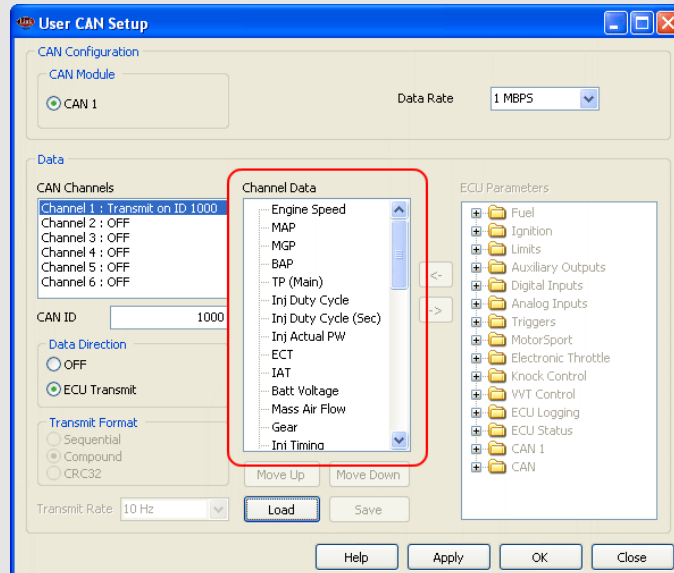 User CAN Setup
CAN Configuration
CAN Module
CAN 1
Data Rate
1 MBPS
Data
CAN Channels
Channel 1 : Transmit on ID 1000
Channel 2 : OFF
Channel 3 : OFF
Channel 4 : OFF
Channel 5 : OFF
Channel 6 : OFF
CAN ID
1000
Data Direction
OFF
ECU Transmit
Transmit Format
Sequential
Compound
CRC32
Transmit Rate
10 Hz
Channel Data
Engine Speed
MAP
MGP
BAP
TP (Main)
Inj Duty Cycle
Inj Duty Cycle (Sec)
Inj Actual PW
ECT
IAT
Batt Voltage
Mass Air Flow
Gear
Inj Timing
<-
->
Move Up
Move Down
Load
Save
ECU Parameters
Fuel
Ignition
Limits
Auxiliary Outputs
Digital Inputs
Analog Inputs
Triggers
MotorSport
Electronic Throttle
Knock Control
VVT Control
ECU Logging
ECU Status
CAN 1
CAN
Help
Apply
OK
Close